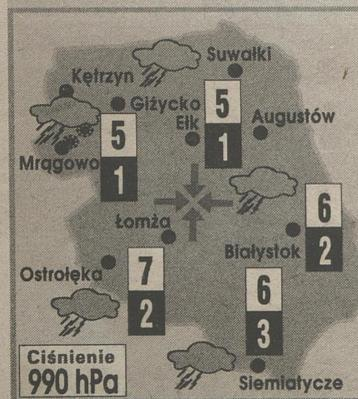 Suwałki
Kętrzyn
Giżycko
5
5
Ełk
Augustów
Mrągowo
1
1
6
Łomża
Białystok
2
Ostrołęka
7
6
2
3
Ciśnienie
990 hPa
Siemiatycze